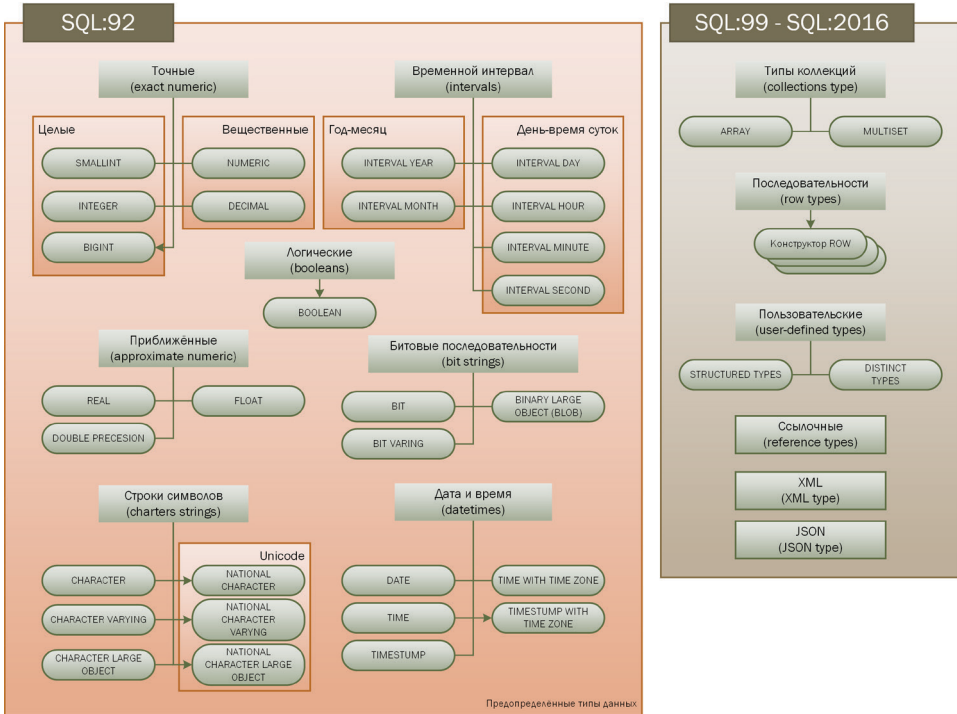 SQL:92
Точные
(exact numeric)
Целые
SMALLINT
INTEGER
BIGINT
Вещественные
NUMERIC
DECIMAL
Временной интервал
(intervals)
Год-месяц
INTERVAL YEAR
INTERVAL MONTH
День-время суток
INTERVAL DAY
INTERVAL HOUR
INTERVAL MINUTE
INTERVAL SECOND
Логические
(booleans)
BOOLEAN
Приближённые
(approximate numeric)
REAL
FLOAT
DOUBLE PRECESION
Битовые последовательности
(bit strings)
BIT
BINARY LARGE
OBJECT (BLOB)
BIT VARING
Строки символов
(charters strings)
Unicode
CHARACTER
NATIONAL
CHARACTER
CHARACTER VARYING
NATIONAL
CHARACTER
VARYNG
CHARACTER LARGE
OBJECT
NATIONAL
CHARACTER LARGE
OBJECT
Дата и время
(datetimes)
DATE
TIME WITH TIME ZONE
TIME
TIMESTUMP WITH
TIME ZONE
TIMESTUMP
Предопределённые типы данных
SQL:99 - SQL:2016
Типы коллекций
(collections type)
ARRAY
MULTISET
Последовательности
(row types)
Конструктор ROW
Пользовательские
(user-defined types)
STRUCTURED TYPES
DISTINCT
TYPES
Ссылочные
(reference types)
XML
(XML type)
JSON
(JSON type)